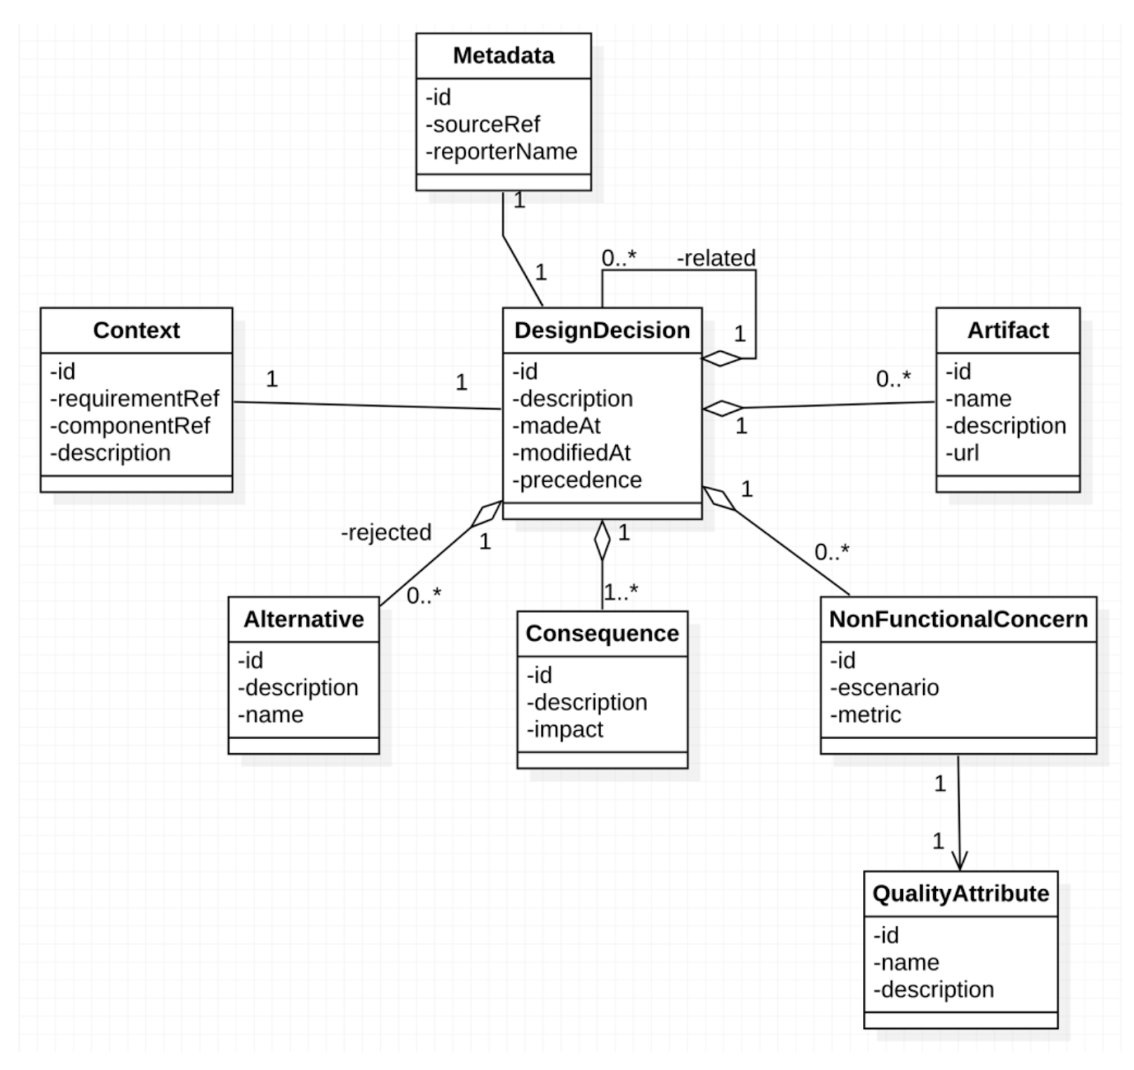 Metadata
-id
-sourceRef
-reporterName
1
1
0..*
-related
1
Context
-id
-requirementRef
-componentRef
-description
1
1
DesignDecision
-id
-description
-madeAt
-modifiedAt
-precedence
0..*
1
Artifact
-id
-name
-description
-url
-rejected
1
0..*
1
1..*
1
0..*
Alternative
-id
-description
-name
Consequence
-id
-description
-impact
NonFunctionalConcern
-id
-escenario
-metric
1
1
QualityAttribute
-id
-name
-description